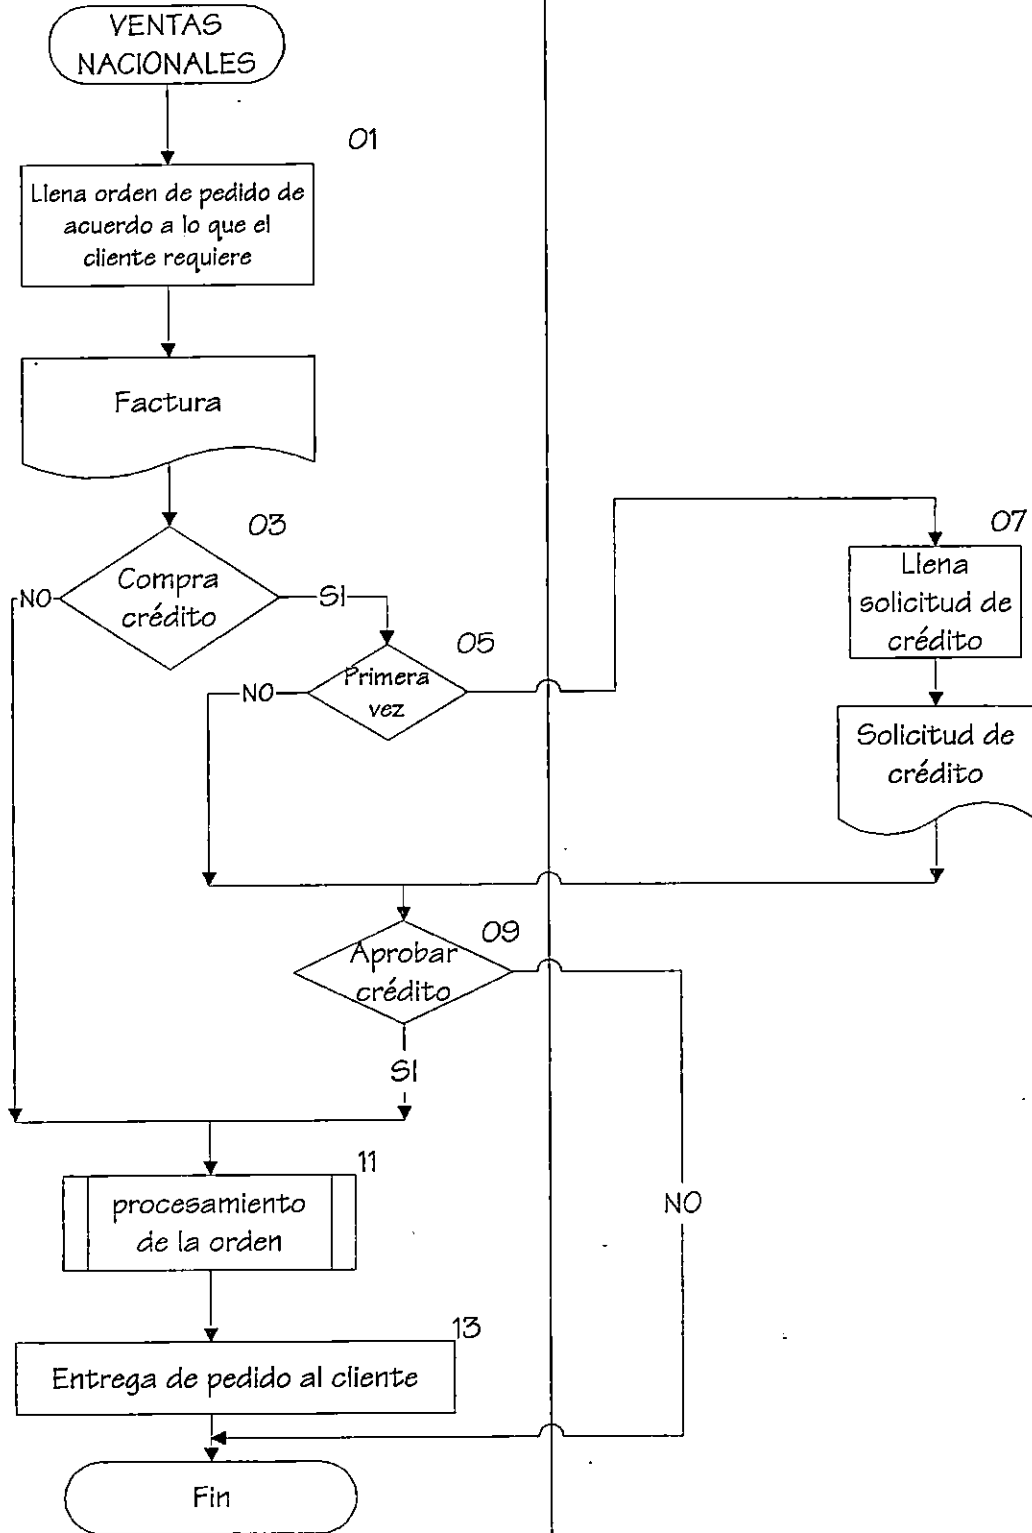 VENTAS
NACIONALES
01
Llena orden de pedido de
acuerdo a lo que el
cliente requiere
Factura
03
Compra
crédito
NO
SI
05
Primera
vez
NO
07
Llena
solicitud de
crédito
Solicitud de
crédito
09
Aprobar
crédito
SI
NO
11
procesamiento
de la orden
13
Entrega de pedido al cliente
Fin